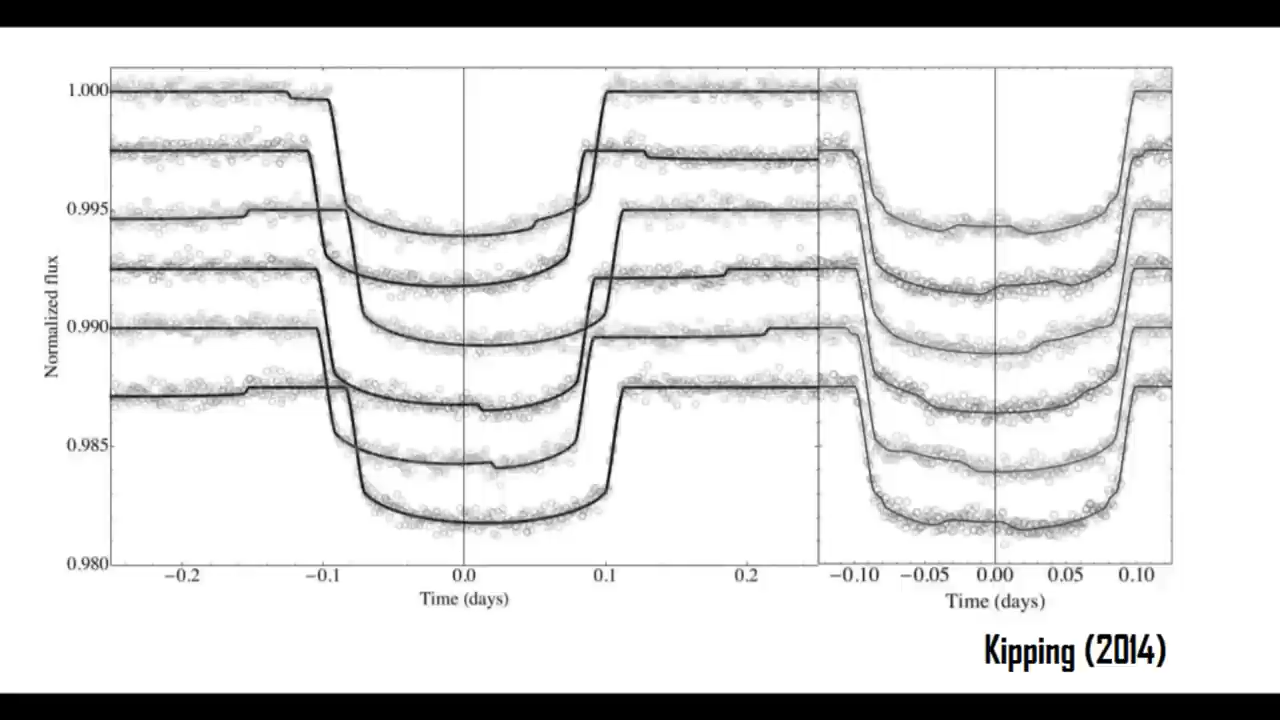 1.000
0.995
0.990
0.985
0.980
Normalized flux
−0.2 −0.1 0.0 0.1 0.2
Time (days)
−0.10 −0.05 0.00 0.05 0.10
Time (days)
Kipping (2014)